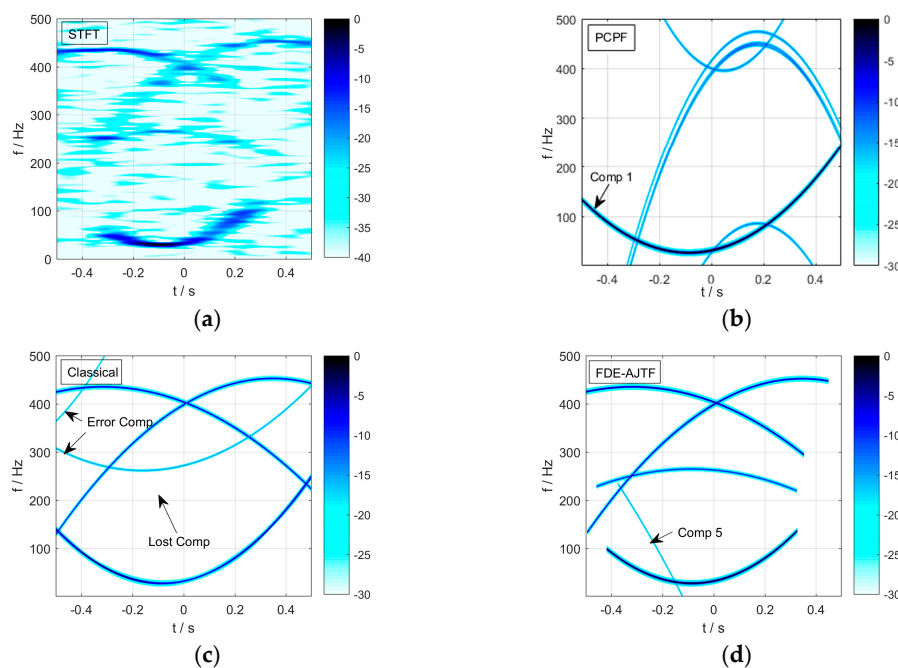 STFT
500
400
300
200
100
0
f / Hz
-0.4 -0.2 0 0.2 0.4
t / s
0
-5
-10
-15
-20
-25
-30
-35
-40
(a)
PCPF
Comp 1
500
400
300
200
100
f / Hz
-0.4 -0.2 0 0.2 0.4
t / s
0
-5
-10
-15
-20
-25
-30
(b)
Classical
Error Comp
Lost Comp
500
400
300
200
100
f / Hz
-0.4 -0.2 0 0.2 0.4
t / s
0
-5
-10
-15
-20
-25
-30
(c)
FDE-AJTF
Comp 5
500
400
300
200
100
f / Hz
-0.4 -0.2 0 0.2 0.4
t / s
0
-5
-10
-15
-20
-25
-30
(d)